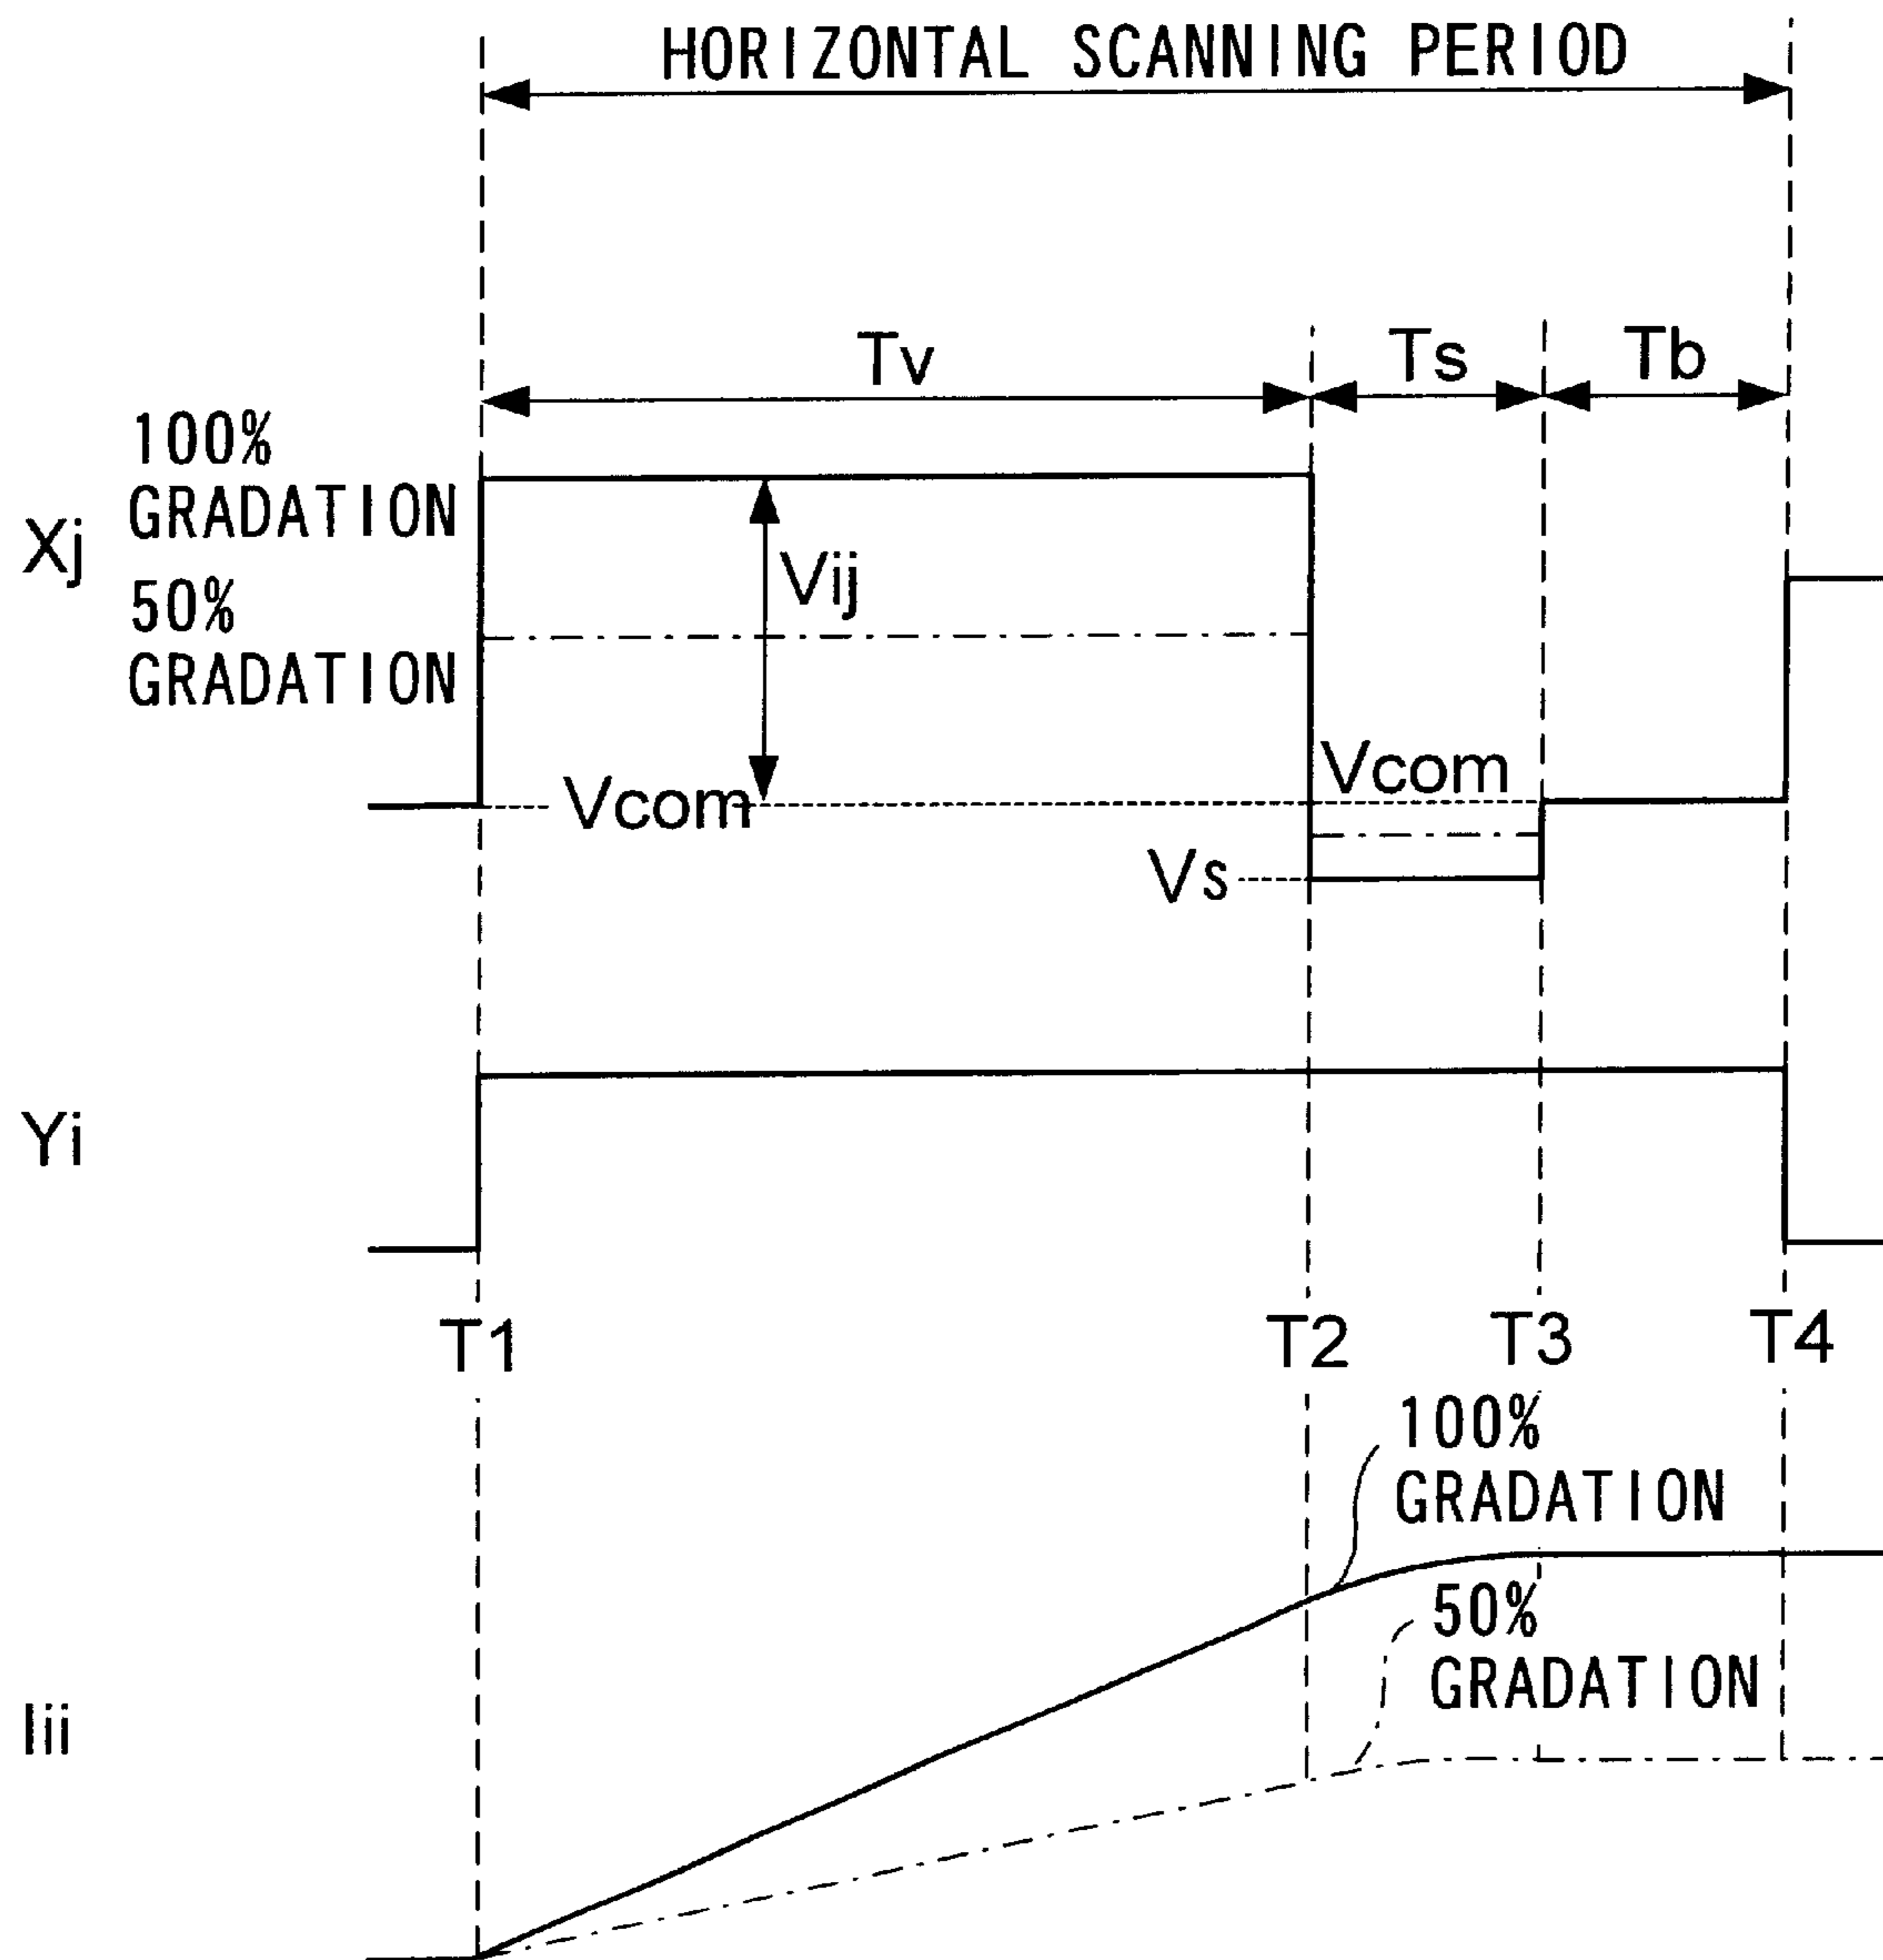 HORIZONTAL SCANNING PERIOD
Tv
Ts
Tb
100%
GRADATION
Xj
50%
GRADATION
Vij
Vcom
Vcom
Vs
Yi
T1
T2
T3
T4
100%
GRADATION
50%
GRADATION
Iii